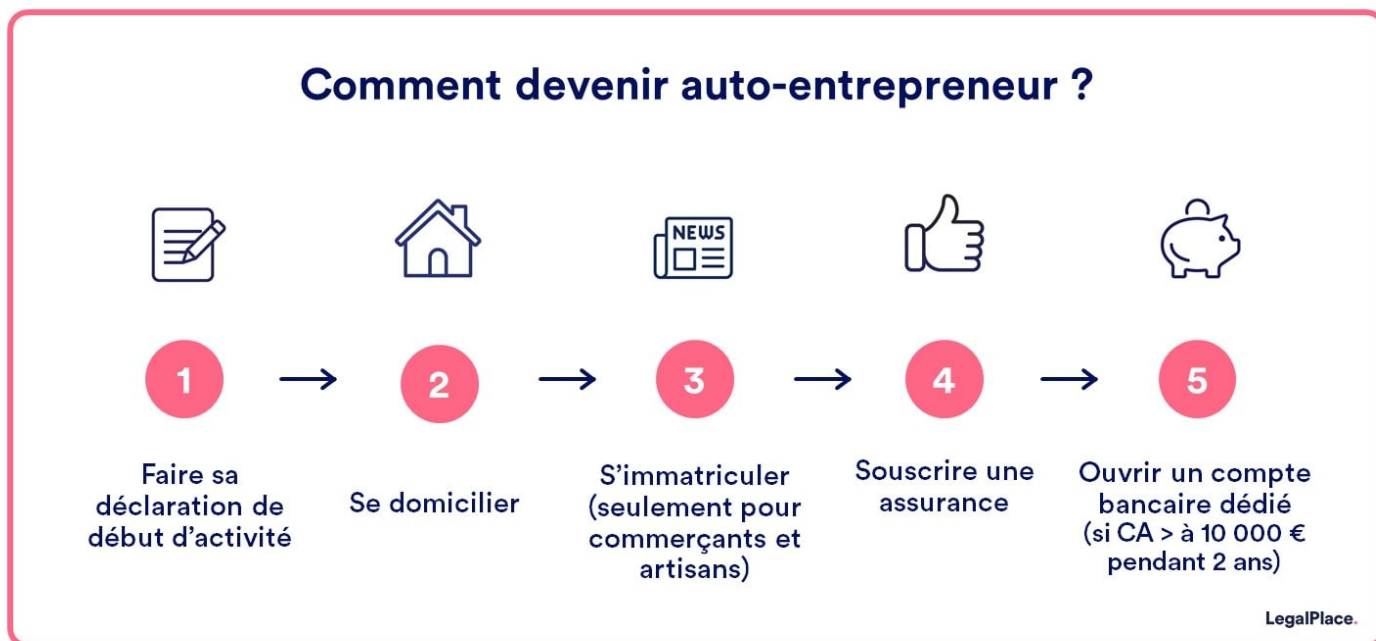 Comment devenir auto-entrepreneur ?
NEWS
1
2
3
4
5
Faire sa
déclaration de
début d'activité
Se domicilier
S'immatriculer
(seulement pour
commerçants et
artisans)
Souscrire une
assurance
Ouvrir un compte
bancaire dédié
(si CA > à 10 000 €
pendant 2 ans)
LegalPlace.